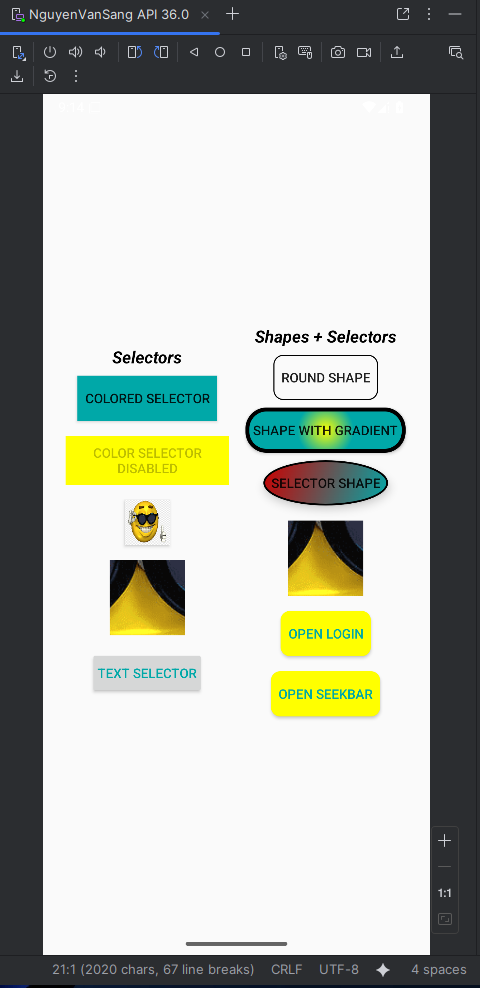 NguyenVanSang API 36.0
Selectors
COLORED SELECTOR
COLOR SELECTOR
DISABLED
TEXT SELECTOR
Shapes + Selectors
ROUND SHAPE
SHAPE WITH GRADIENT
SELECTOR SHAPE
OPEN LOGIN
OPEN SEEKBAR
1:1
21:1 (2020 chars, 67 line breaks) CRLF UTF-8 4 spaces